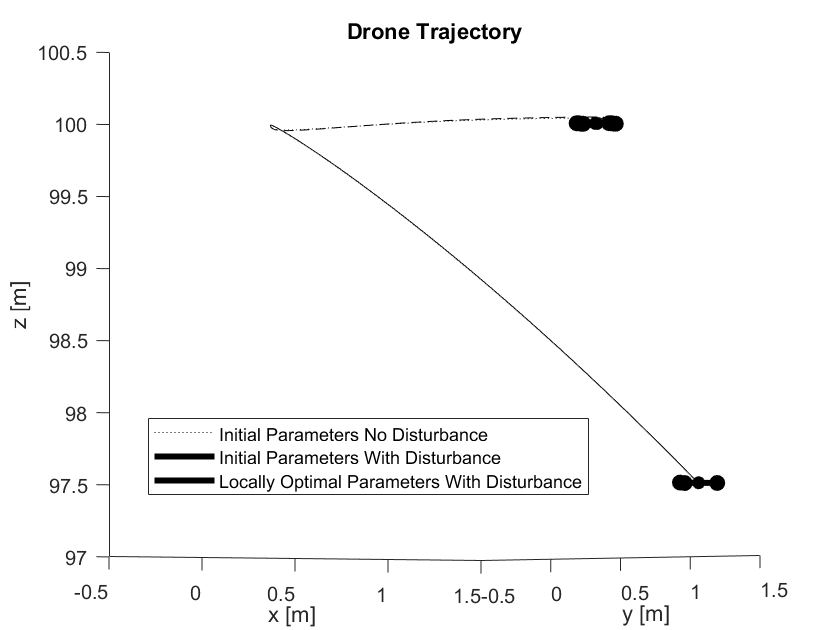 Drone Trajectory
100.5
100
99.5
99
98.5
98
97.5
97
z [m]
Initial Parameters No Disturbance
Initial Parameters With Disturbance
Locally Optimal Parameters With Disturbance
-0.5 0 0.5 1 1.5 -0.5 0 0.5 1 1.5
x [m] y [m]